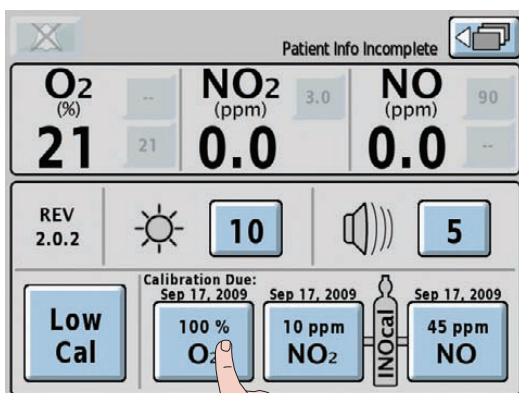 Patient Info Incomplete
O2 NO2 NO
(%) (ppm) (ppm)
-- 3.0 90
21 21 0.0 0.0 --
REV
2.0.2
10 5
Calibration Due:
Sep 17, 2009 Sep 17, 2009 Sep 17, 2009
Low
Cal
100 %
O2
10 ppm
NO2
INOcal
45 ppm
NO